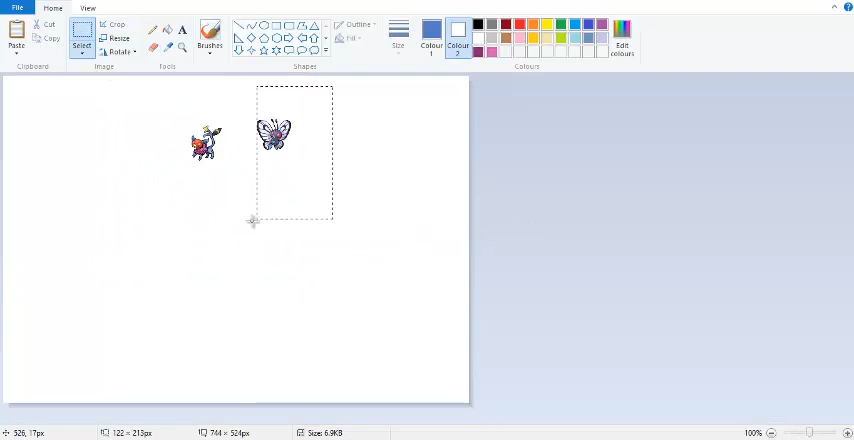 File Home View
Paste
Cut
Copy
Clipboard
Select
Crop
Resize
Rotate
Image
A
Tools
Brushes
Outline
Fill
Shapes
Size
Colour
1
Colour
2
Edit
colours
Colours
526, 17px
122 × 213px
744 × 524px
Size: 6.9KB
100%